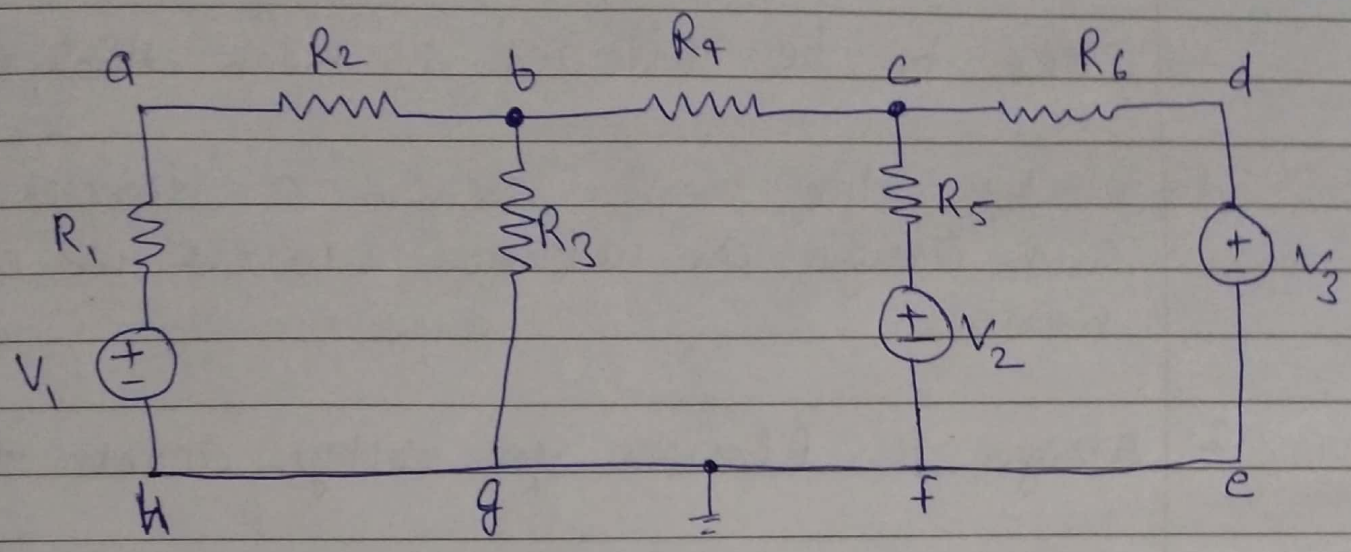 a R2 b R4 c R6 d
R1 R3 R5
+ - V3
+ - V1
+ - V2
h g f e